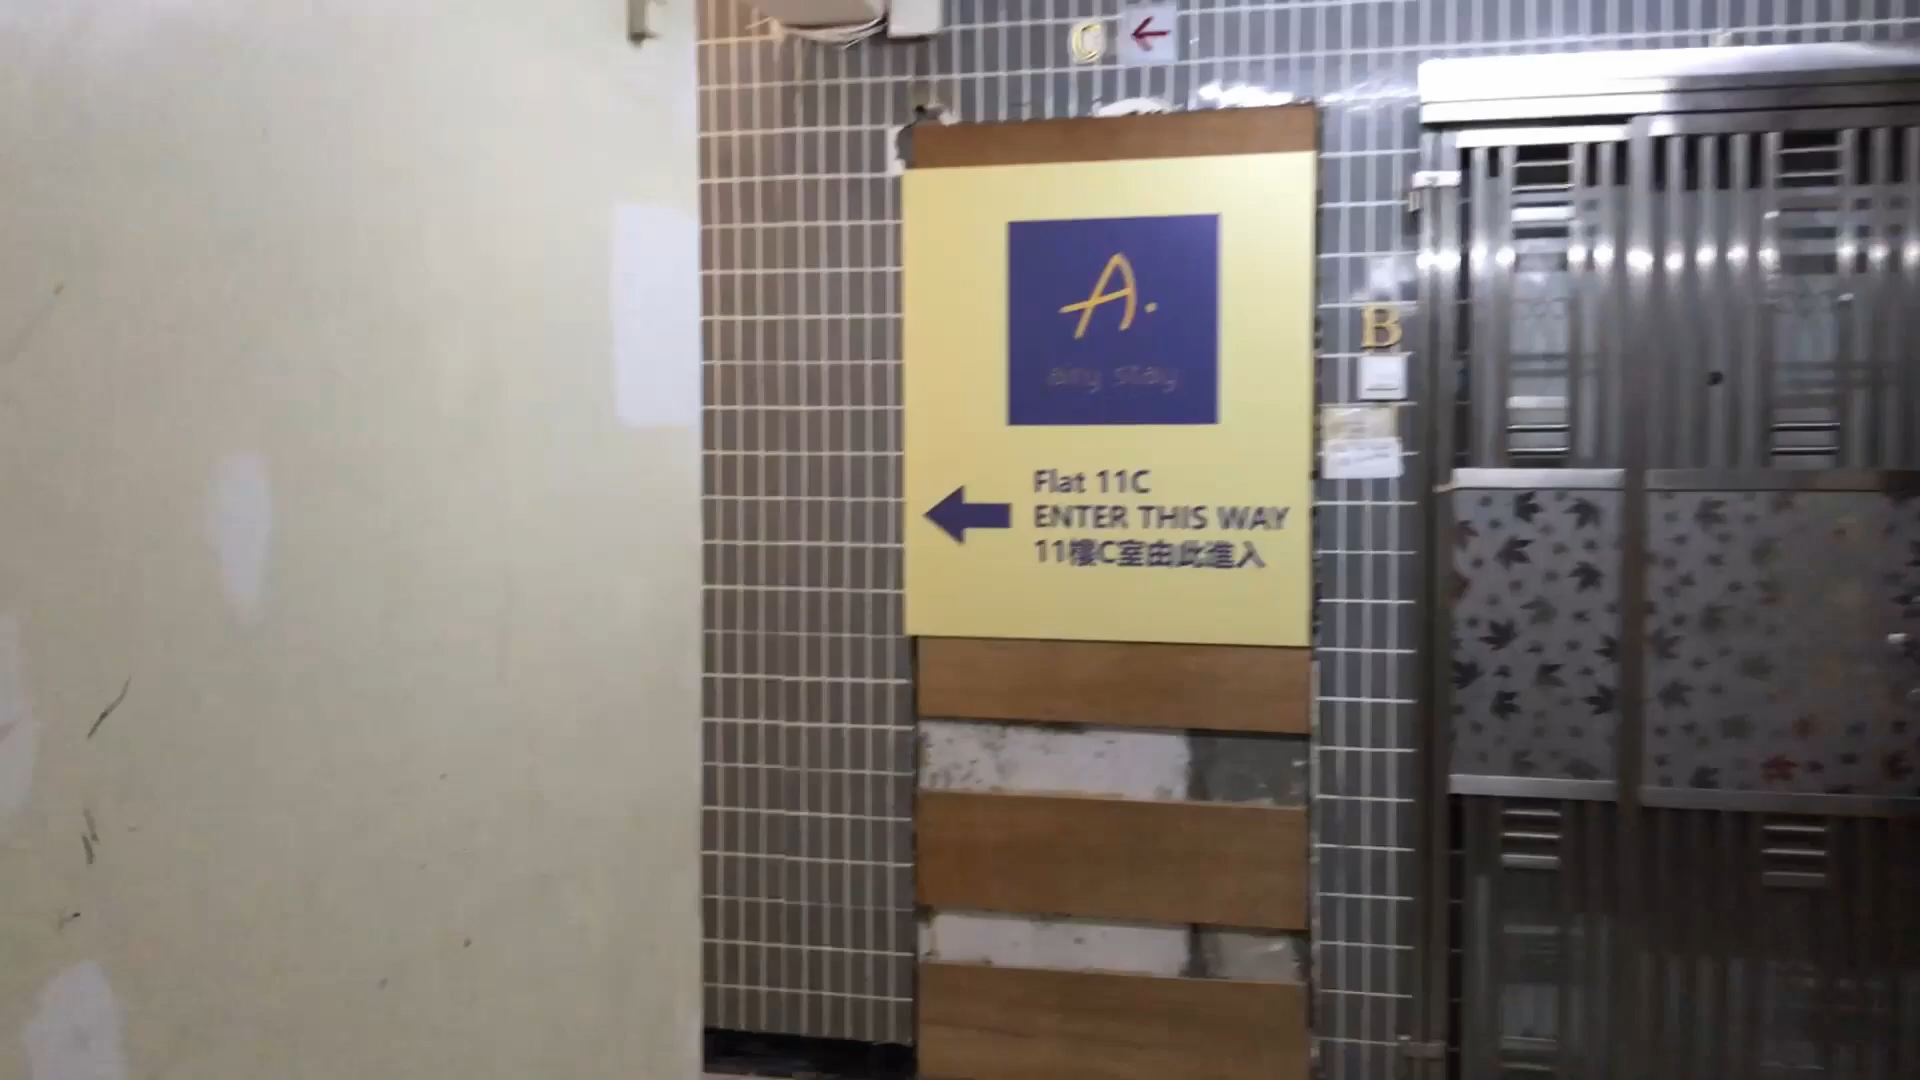 C
A.
any stay
B
Flat 11C
ENTER THIS WAY
11樓C室由此進入